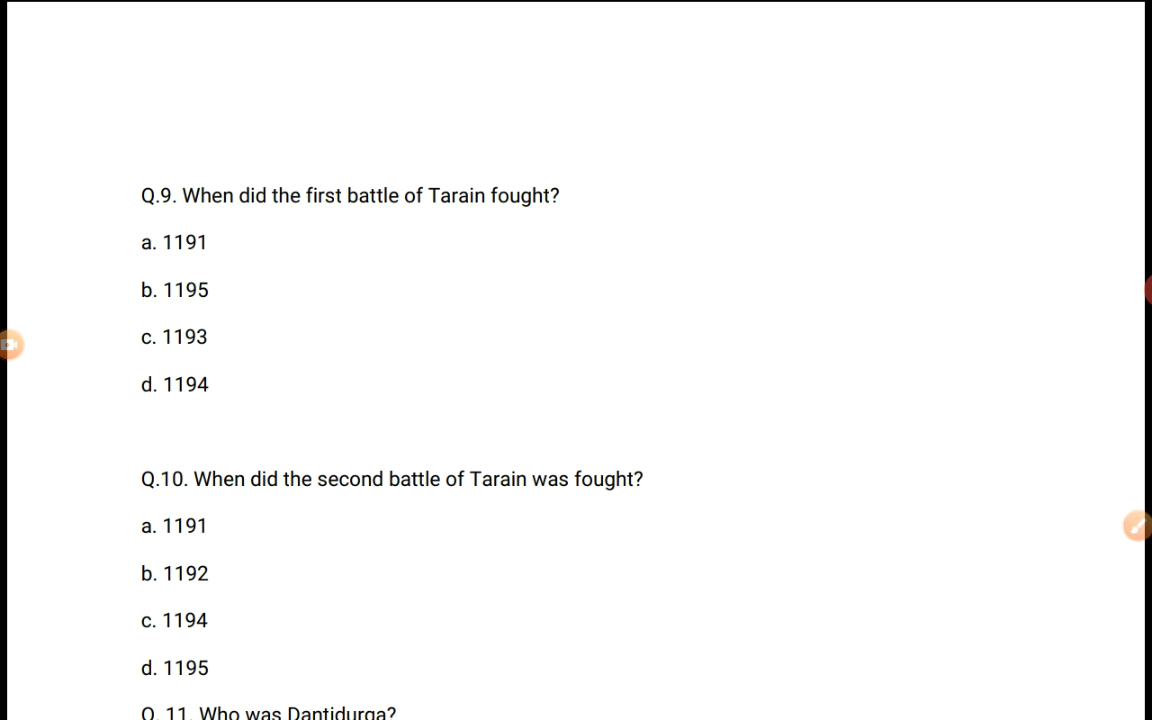 Q.9. When did the first battle of Tarain fought?
a. 1191
b. 1195
c. 1193
d. 1194
Q.10. When did the second battle of Tarain was fought?
a. 1191
b. 1192
c. 1194
d. 1195
Q. 11. Who was Dantidurga?